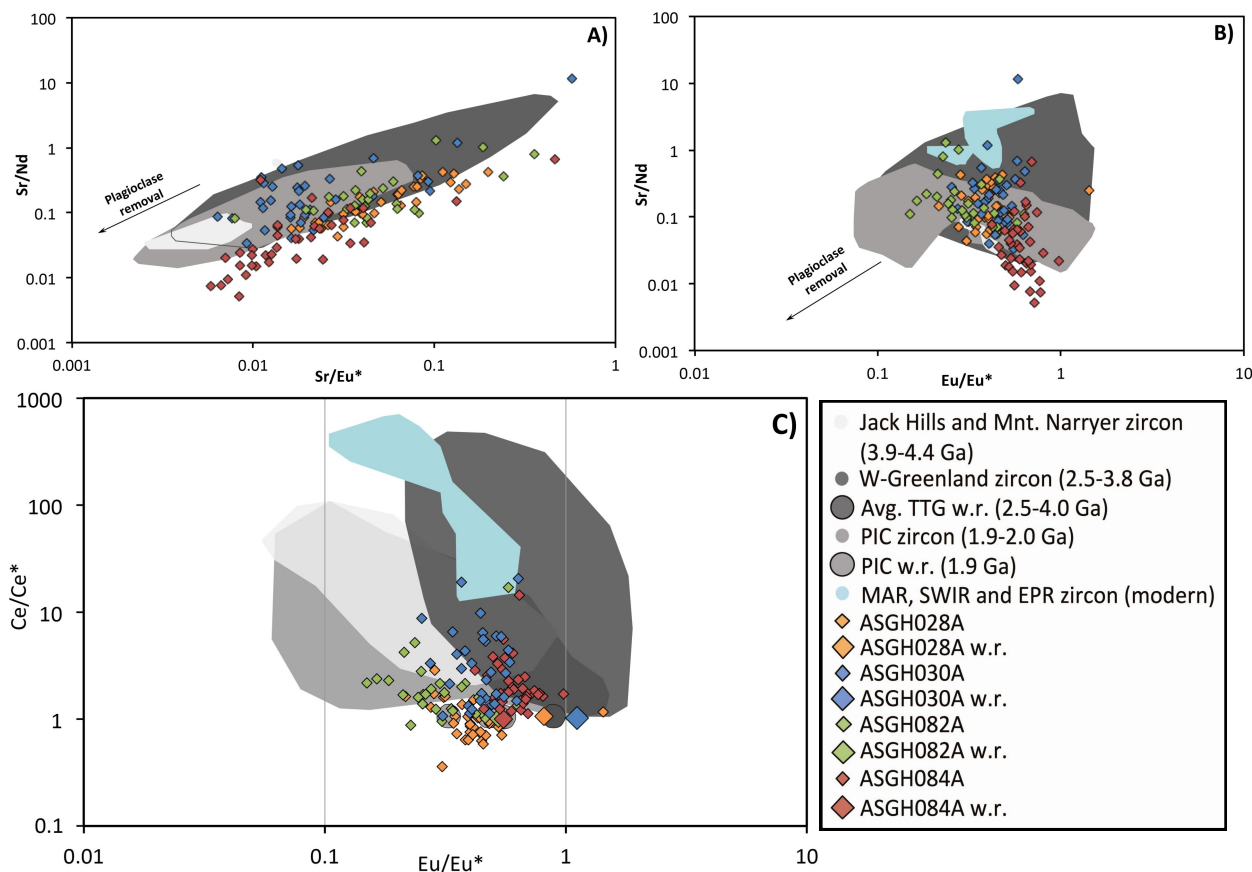 100
10
1
0.1
0.01
0.001
Sr/Nd
A)
Plagioclase
removal
0.001
0.01
0.1
1
Sr/Eu*
100
10
1
0.1
0.01
0.001
Sr/Nd
B)
Plagioclase
removal
0.01
0.1
1
10
Eu/Eu*
1000
100
10
1
0.1
Ce/Ce*
C)
0.01
0.1
1
10
Eu/Eu*
Jack Hills and Mnt. Narryer zircon
(3.9-4.4 Ga)
W-Greenland zircon (2.5-3.8 Ga)
Avg. TTG w.r. (2.5-4.0 Ga)
PIC zircon (1.9-2.0 Ga)
PIC w.r. (1.9 Ga)
MAR, SWIR and EPR zircon (modern)
ASGH028A
ASGH028A w.r.
ASGH030A
ASGH030A w.r.
ASGH082A
ASGH082A w.r.
ASGH084A
ASGH084A w.r.